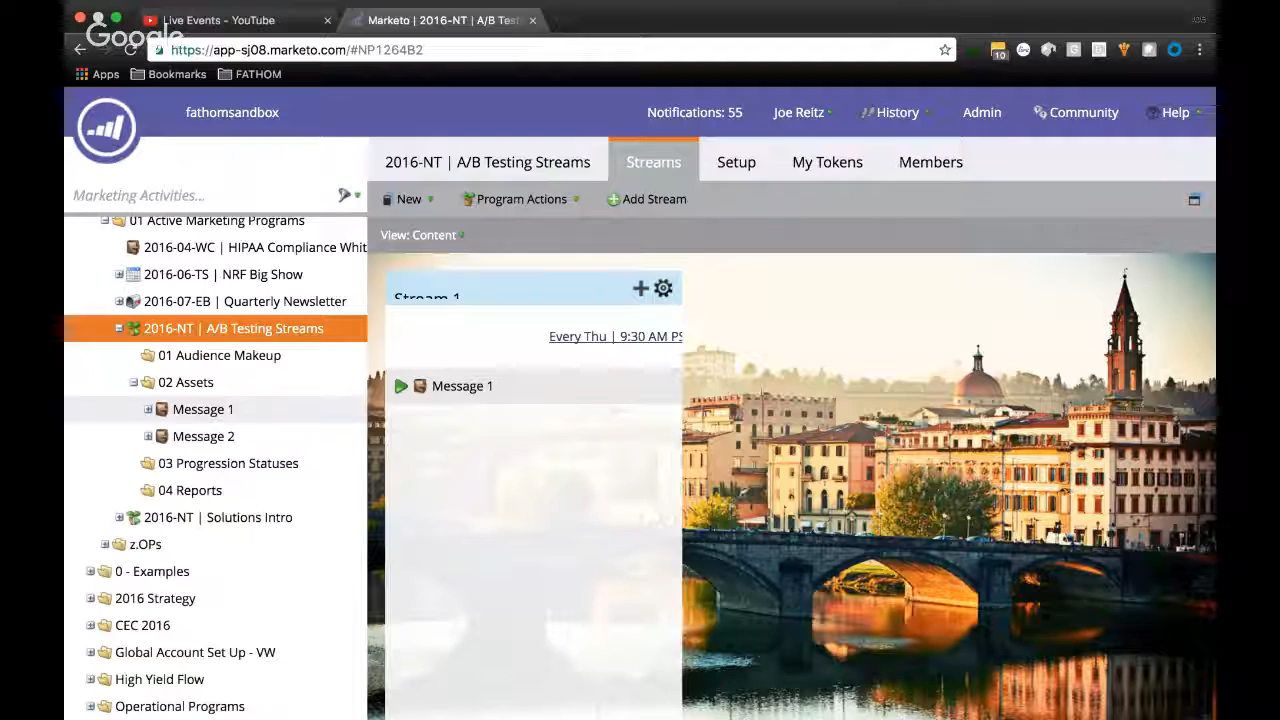 Live Events - YouTube
Marketo | 2016-NT | A/B Test
Google
https://app-sj08.marketo.com/#NP1264B2
10
Apps Bookmarks FATHOM
fathomsandbox
Notifications: 55 Joe Reitz History Admin Community Help
2016-NT | A/B Testing Streams Streams Setup My Tokens Members
Marketing Activities...
New Program Actions Add Stream
View: Content
01 Active Marketing Programs
2016-04-WC | HIPAA Compliance Whit
2016-06-TS | NRF Big Show
2016-07-EB | Quarterly Newsletter
2016-NT | A/B Testing Streams
01 Audience Makeup
02 Assets
Message 1
Message 2
03 Progression Statuses
04 Reports
2016-NT | Solutions Intro
z.OPs
0 - Examples
2016 Strategy
CEC 2016
Global Account Set Up - VW
High Yield Flow
Operational Programs
Stream 1
Every Thu | 9:30 AM PS
Message 1